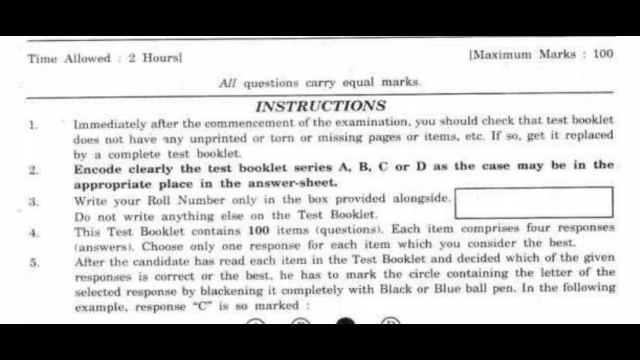 Time Allowed : 2 Hours] [Maximum Marks : 100
All questions carry equal marks.
INSTRUCTIONS
1. Immediately after the commencement of the examination, you should check that test booklet
does not have any unprinted or torn or missing pages or items, etc. If so, get it replaced
by a complete test booklet.
2. Encode clearly the test booklet series A, B, C or D as the case may be in the
appropriate place in the answer-sheet.
3. Write your Roll Number only in the box provided alongside.
Do not write anything else on the Test Booklet.
4. This Test Booklet contains 100 items (questions). Each item comprises four responses
(answers). Choose only one response for each item which you consider the best.
5. After the candidate has read each item in the Test Booklet and decided which of the given
responses is correct or the best, he has to mark the circle containing the letter of the
selected response by blackening it completely with Black or Blue ball pen. In the following
example, response "C" is so marked :